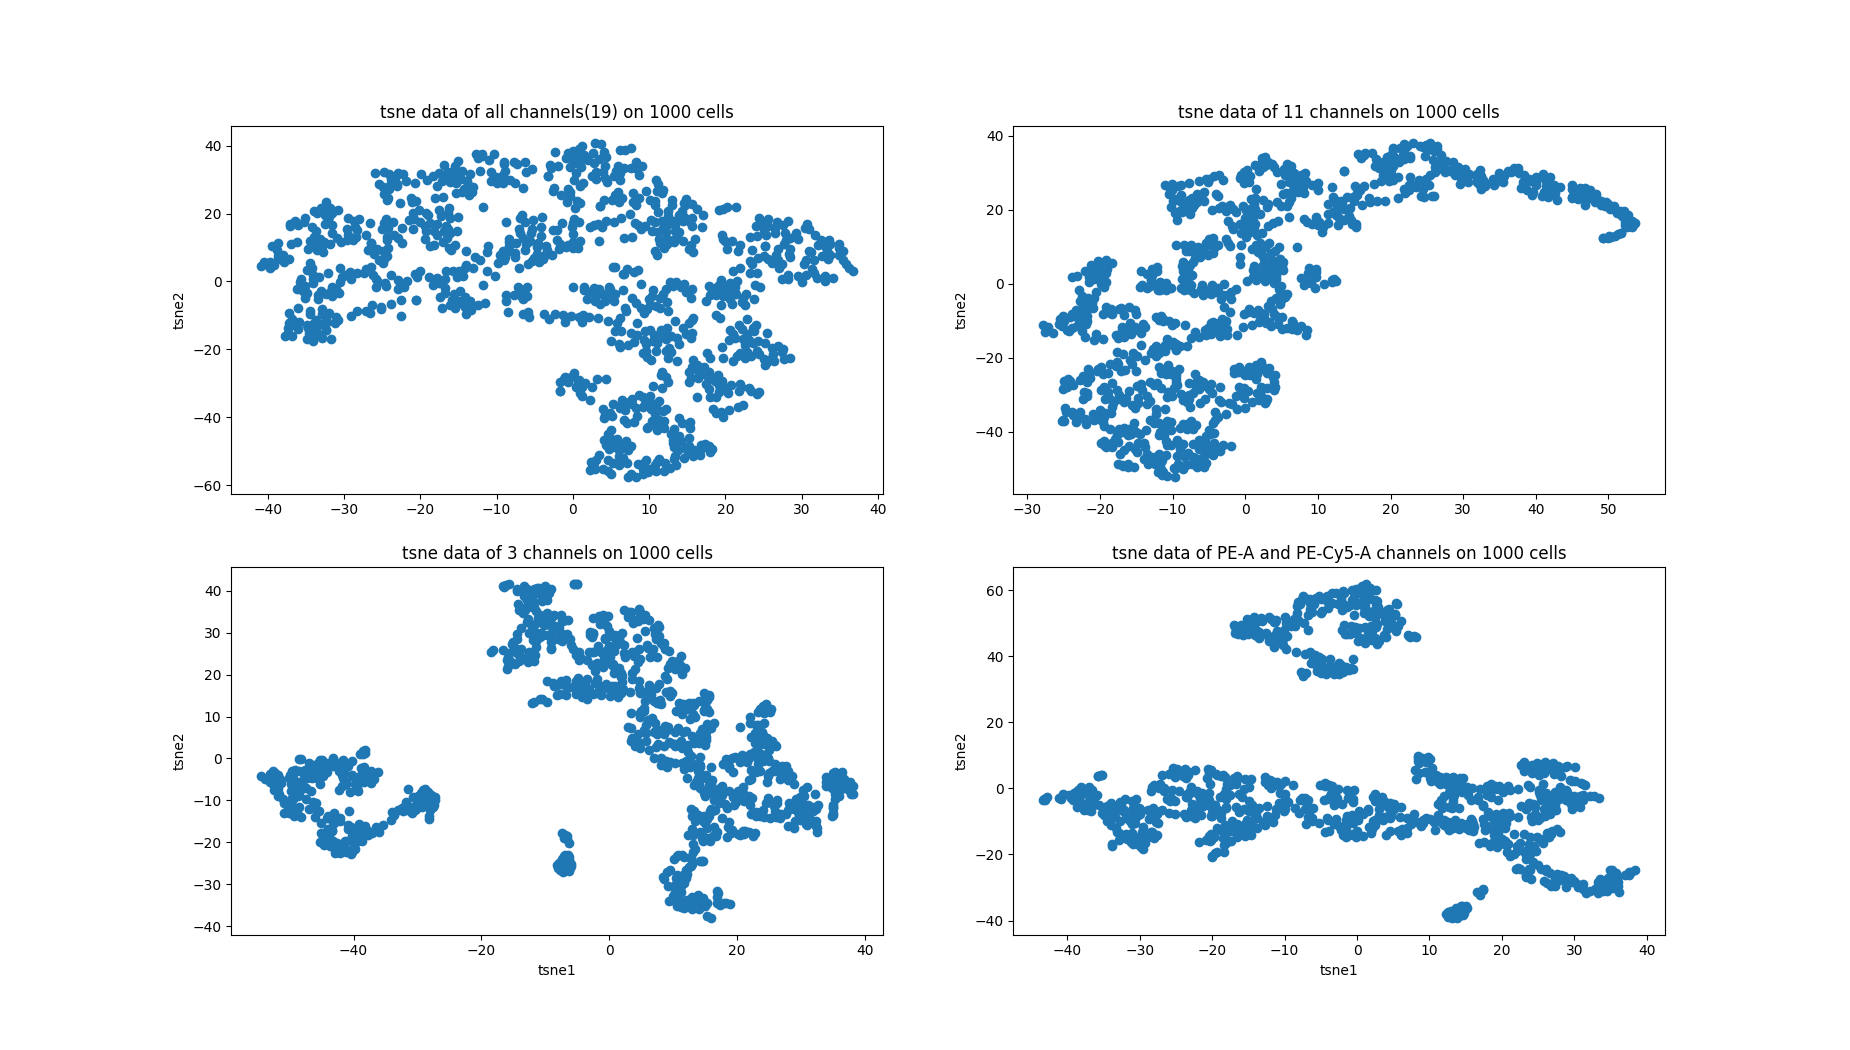 tsne data of all channels(19) on 1000 cells
tsne2
40
20
0
−20
−40
−60
−40 −30 −20 −10 0 10 20 30 40
tsne data of 11 channels on 1000 cells
tsne2
40
20
0
−20
−40
−30 −20 −10 0 10 20 30 40 50
tsne data of 3 channels on 1000 cells
tsne2
40
30
20
10
0
−10
−20
−30
−40
−40 −20 0 20 40
tsne1
tsne data of PE-A and PE-Cy5-A channels on 1000 cells
tsne2
60
40
20
0
−20
−40
−40 −30 −20 −10 0 10 20 30 40
tsne1